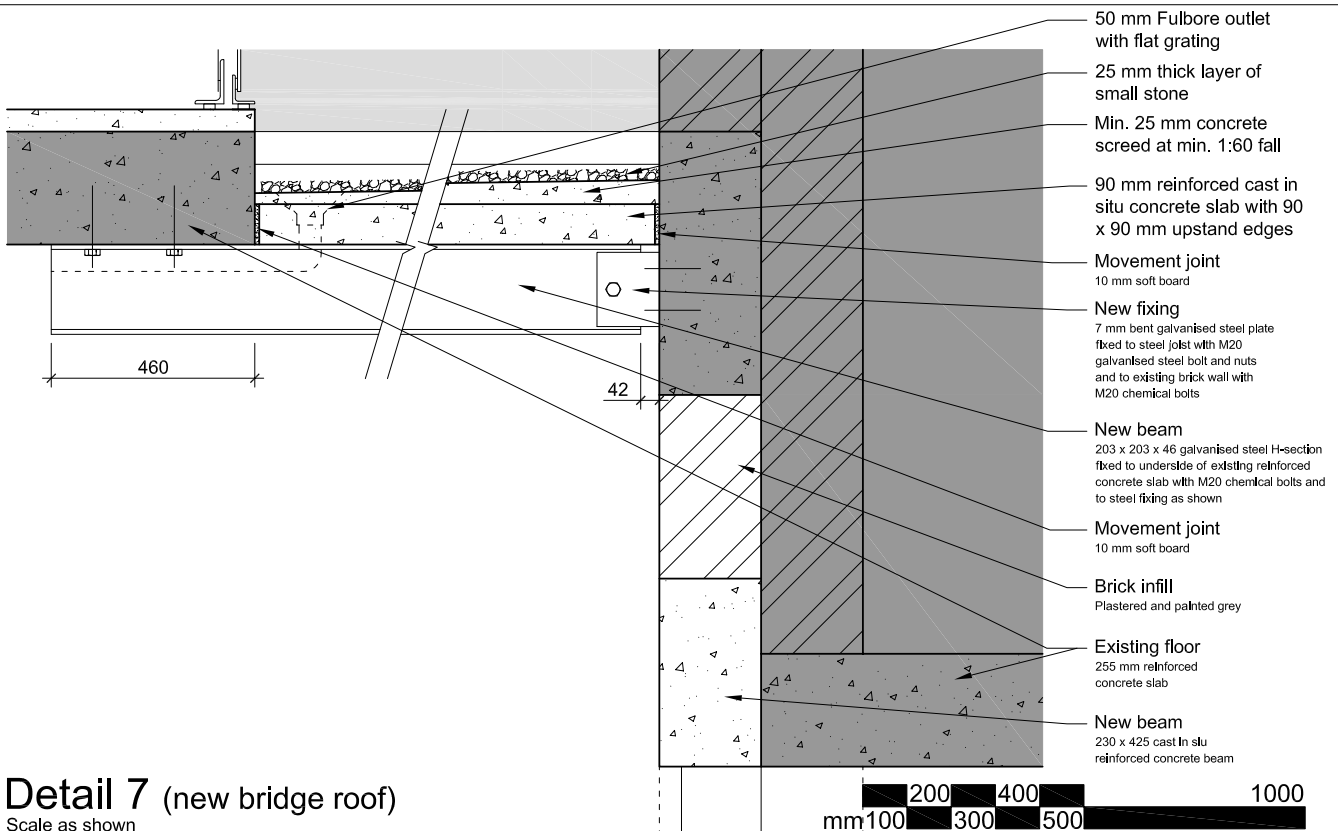 50 mm Fulbore outlet
with flat grating
25 mm thick layer of
small stone
Min. 25 mm concrete
screed at min. 1:60 fall
90 mm reinforced cast in
situ concrete slab with 90
x 90 mm upstand edges
Movement joint
10 mm soft board
New fixing
7 mm bent galvanised steel plate
fixed to steel joist with M20
galvanised steel bolt and nuts
and to existing brick wall with
M20 chemical bolts
460
42
New beam
203 x 203 x 46 galvanised steel H-section
fixed to underside of existing reinforced
concrete slab with M20 chemical bolts and
to steel fixing as shown
Movement joint
10 mm soft board
Brick infill
Plastered and painted grey
Existing floor
255 mm reinforced
concrete slab
New beam
230 x 425 cast in siu
reinforced concrete beam
Detail 7 (new bridge roof)
Scale as shown
200 400 1000
mm 100 300 500